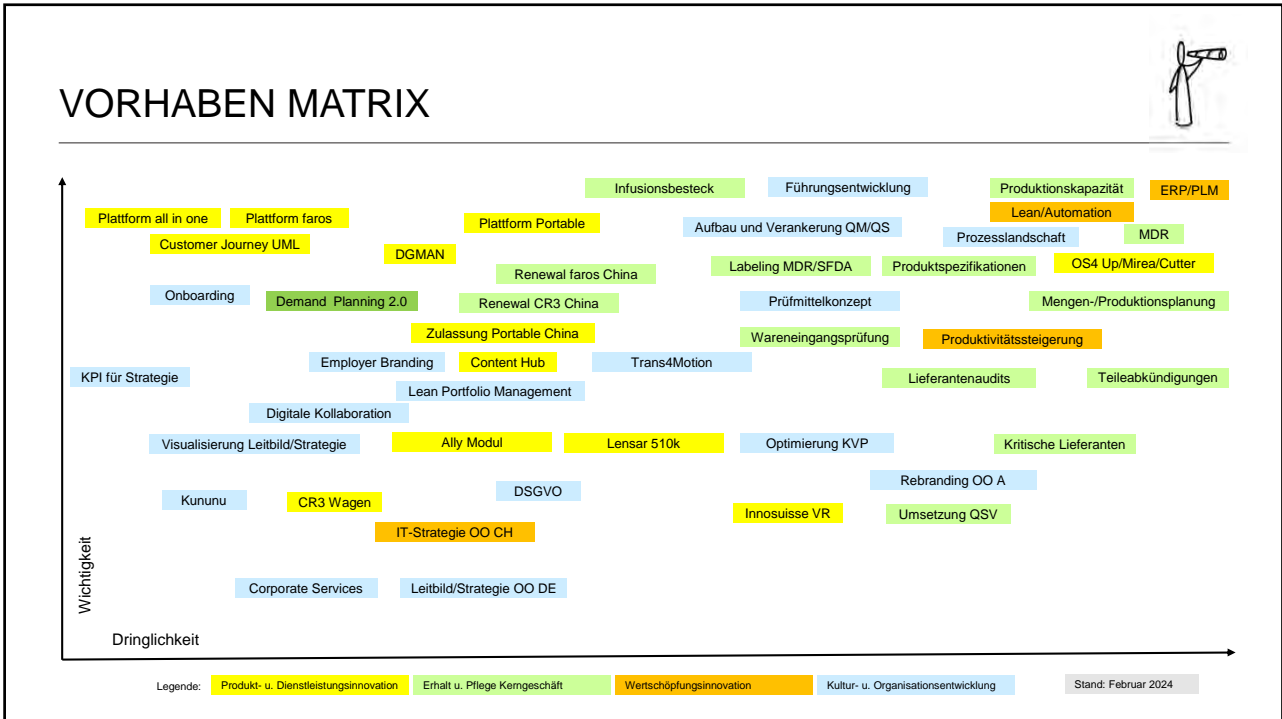 VORHABEN MATRIX
Infusionsbesteck
Führungsentwicklung
Produktionskapazität
ERP/PLM
Plattform all in one
Plattform faros
Plattform Portable
Lean/Automation
Aufbau und Verankerung QM/QS
Prozesslandschaft
MDR
Customer Journey UML
DGMAN
Labeling MDR/SFDA
Produktspezifikationen
OS4 Up/Mirea/Cutter
Renewal faros China
Onboarding
Demand Planning 2.0
Renewal CR3 China
Prüfmittelkonzept
Mengen-/Produktionsplanung
Zulassung Portable China
Wareneingangsprüfung
Produktivitätssteigerung
Employer Branding
Content Hub
Trans4Motion
KPI für Strategie
Lieferantenaudits
Teileabkündigungen
Lean Portfolio Management
Digitale Kollaboration
Visualisierung Leitbild/Strategie
Ally Modul
Lensar 510k
Optimierung KVP
Kritische Lieferanten
Rebranding OO A
Kununu
CR3 Wagen
DSGVO
Innosuisse VR
Umsetzung QSV
IT-Strategie OO CH
Corporate Services
Leitbild/Strategie OO DE
Wichtigkeit
Dringlichkeit
Legende:
Produkt- u. Dienstleistungsinnovation
Erhalt u. Pflege Kerngeschäft
Wertschöpfungsinnovation
Kultur- u. Organisationsentwicklung
Stand: Februar 2024